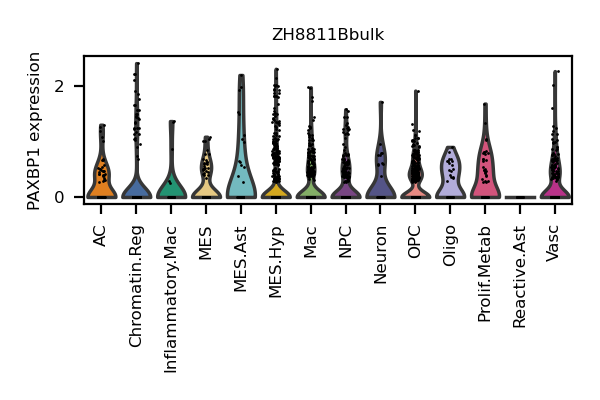 ZH8811Bbulk
PAXBP1 expression
2
0
AC
Chromatin.Reg
Inflammatory.Mac
MES
MES.Ast
MES.Hyp
Mac
NPC
Neuron
OPC
Oligo
Prolif.Metab
Reactive.Ast
Vasc